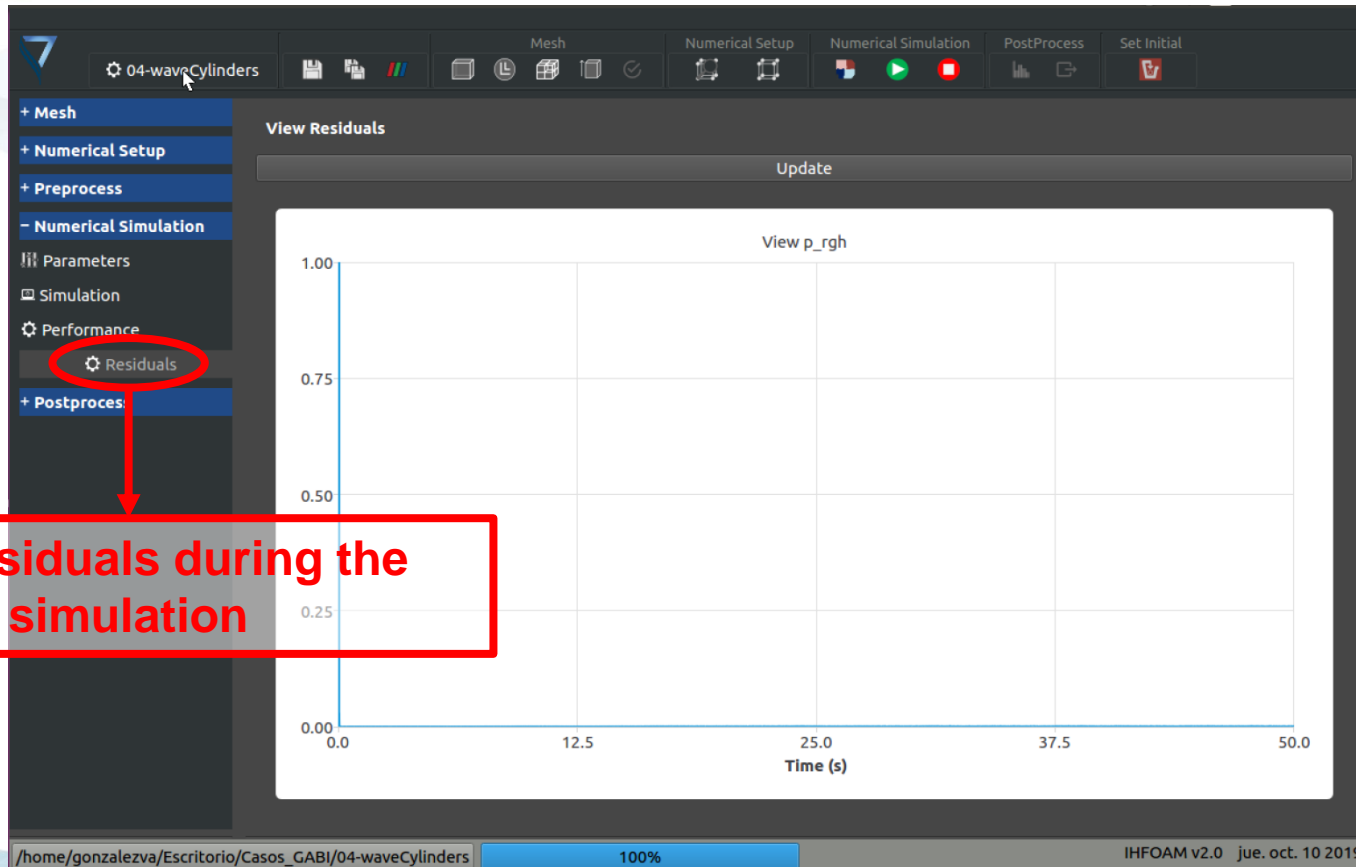 Mesh Numerical Setup Numerical Simulation PostProcess Set Initial
04-waveCylinders
+ Mesh
+ Numerical Setup
+ Preprocess
− Numerical Simulation
Parameters
Simulation
Performance
Residuals
+ Postprocess
View Residuals
Update
View p_rgh
1.00
0.75
0.50
0.25
0.00
0.0 12.5 25.0 37.5 50.0
Time (s)
siduals during the
simulation
/home/gonzalezva/Escritorio/Casos_GABI/04-waveCylinders 100% IHFOAM v2.0 jue. oct. 10 2019